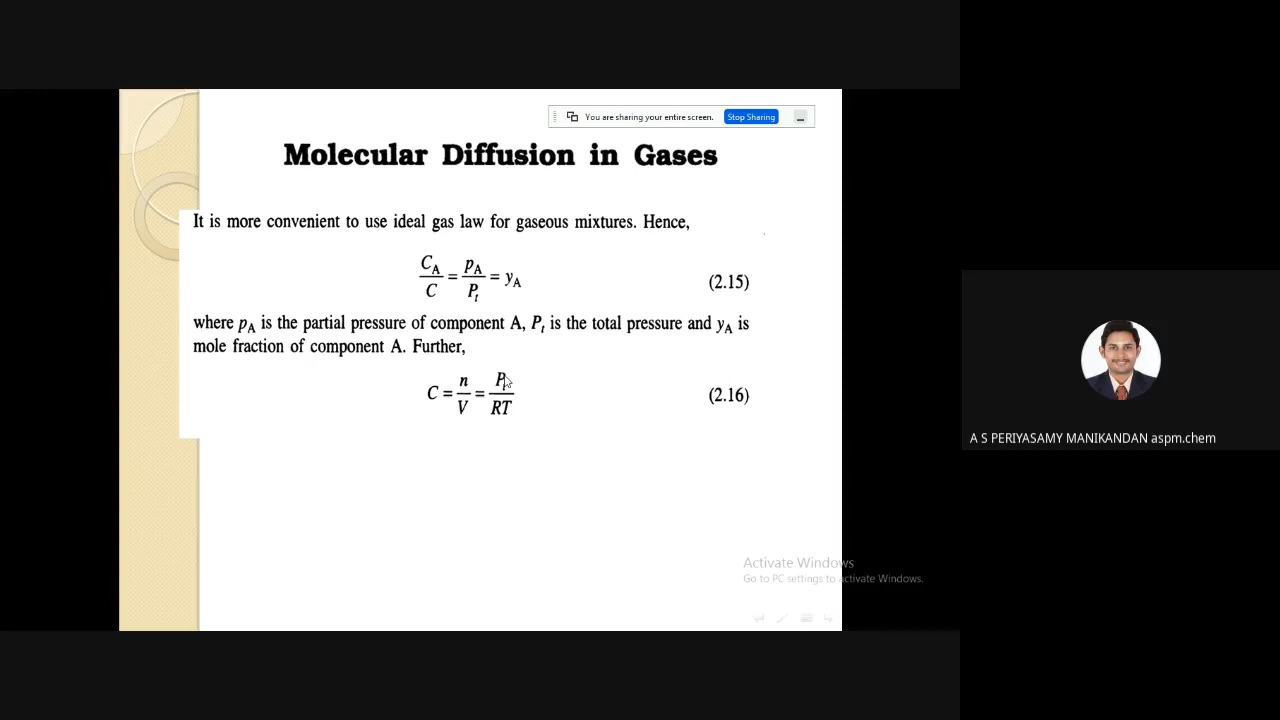 You are sharing your entire screen. Stop Sharing
Molecular Diffusion in Gases
It is more convenient to use ideal gas law for gaseous mixtures. Hence,
C_A/C = p_A/P_t = y_A (2.15)
where p_A is the partial pressure of component A, P_t is the total pressure and y_A is
mole fraction of component A. Further,
C = n/V = P_t/RT (2.16)
A S PERIYASAMY MANIKANDAN aspm.chem
Activate Windows
Go to PC settings to activate Windows.